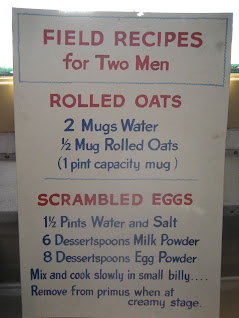 FIELD RECIPES
for Two Men
ROLLED OATS
2 Mugs Water
½ Mug Rolled Oats
(1 pint capacity mug)
SCRAMBLED EGGS
1½ Pints Water and Salt
6 Dessertspoons Milk Powder
8 Dessertspoons Egg Powder
Mix and cook slowly in small billy....
Remove from primus when at
creamy stage.